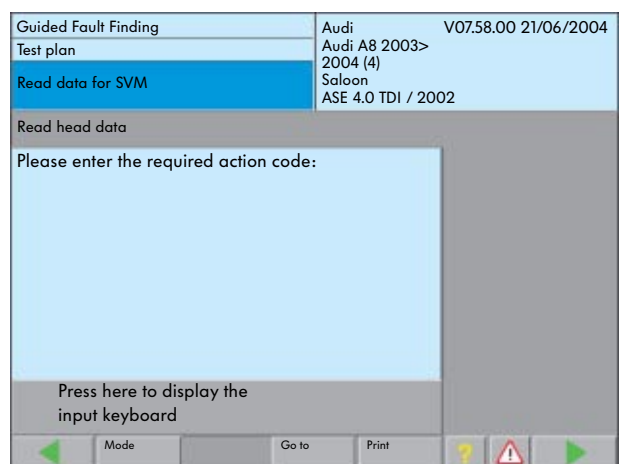 Guided Fault Finding
Test plan
Read data for SVM
Audi V07.58.00 21/06/2004
Audi A8 2003>
2004 (4)
Saloon
ASE 4.0 TDI / 2002
Read head data
Please enter the required action code:
Press here to display the
input keyboard
Mode Go to Print ?